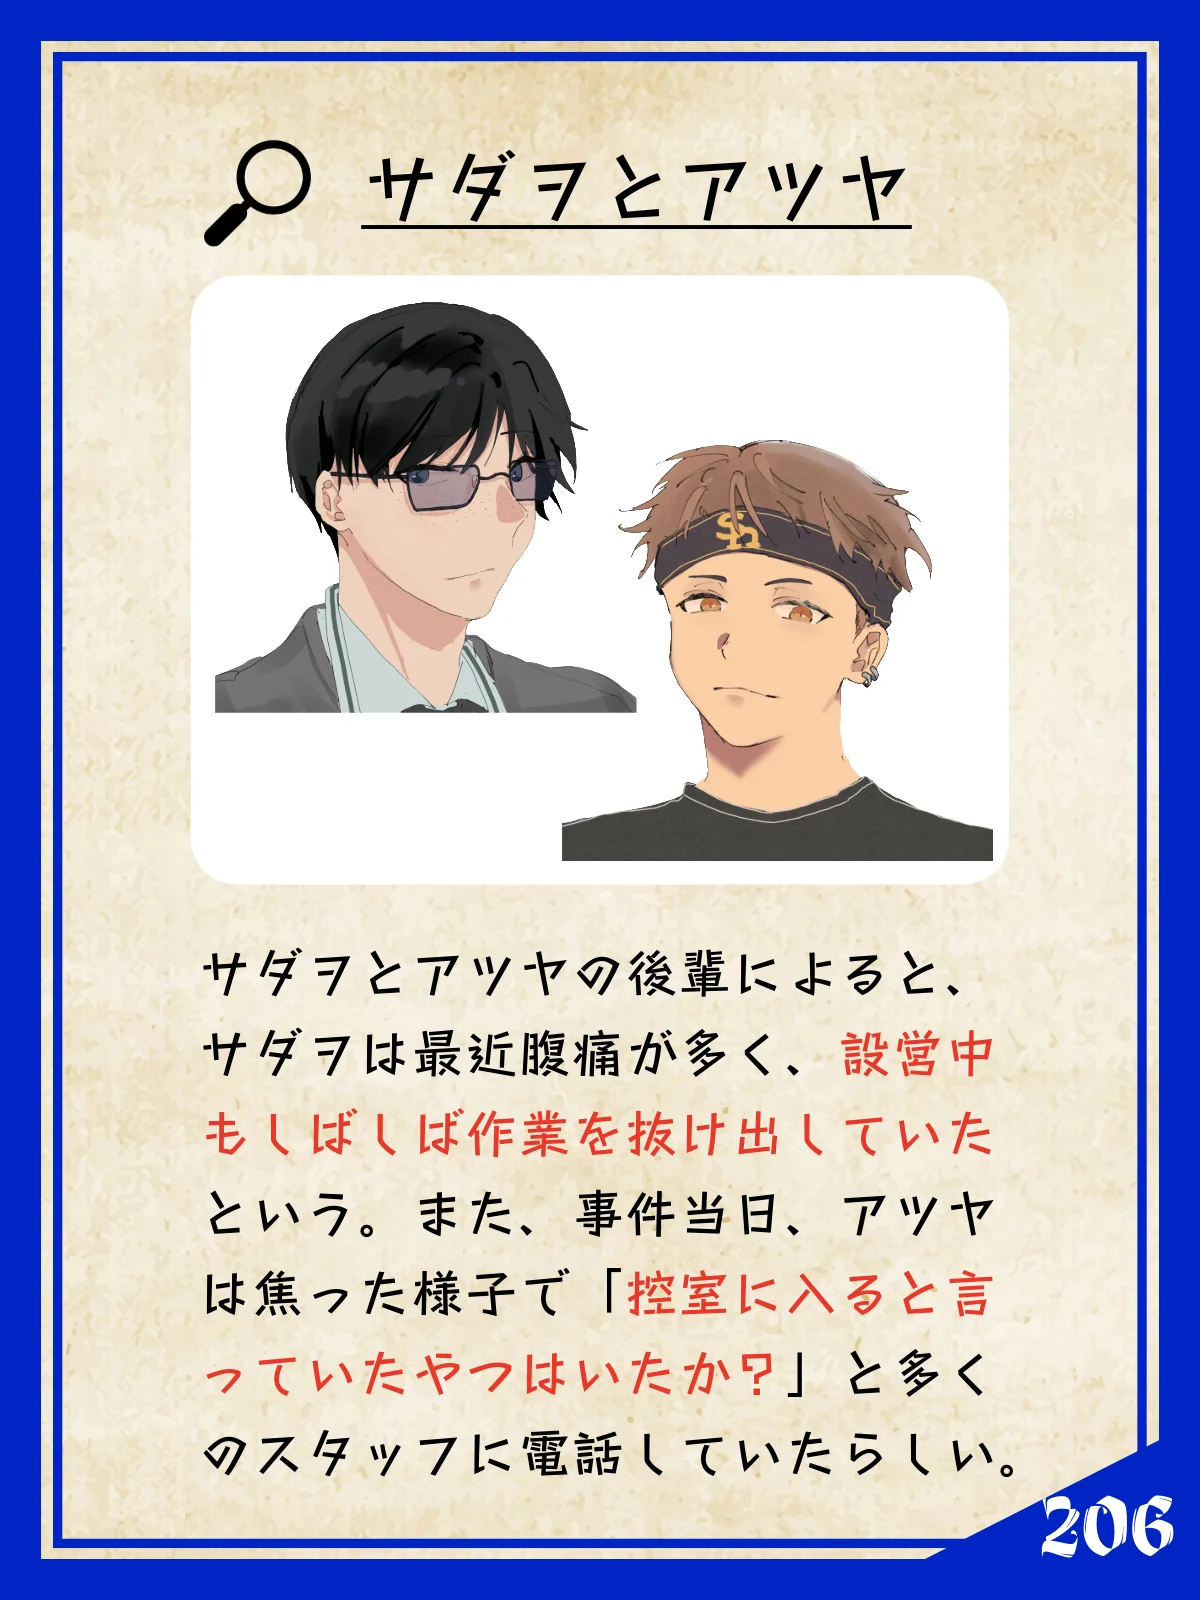 サダヲとアツヤ
Sh
サダヲとアツヤの後輩によると、
サダヲは最近腹痛が多く、設営中
もしばしば作業を抜け出していた
という。また、事件当日、アツヤ
は焦った様子で「控室に入ると言
っていたやつはいたか?」と多く
のスタッフに電話していたらしい。
206